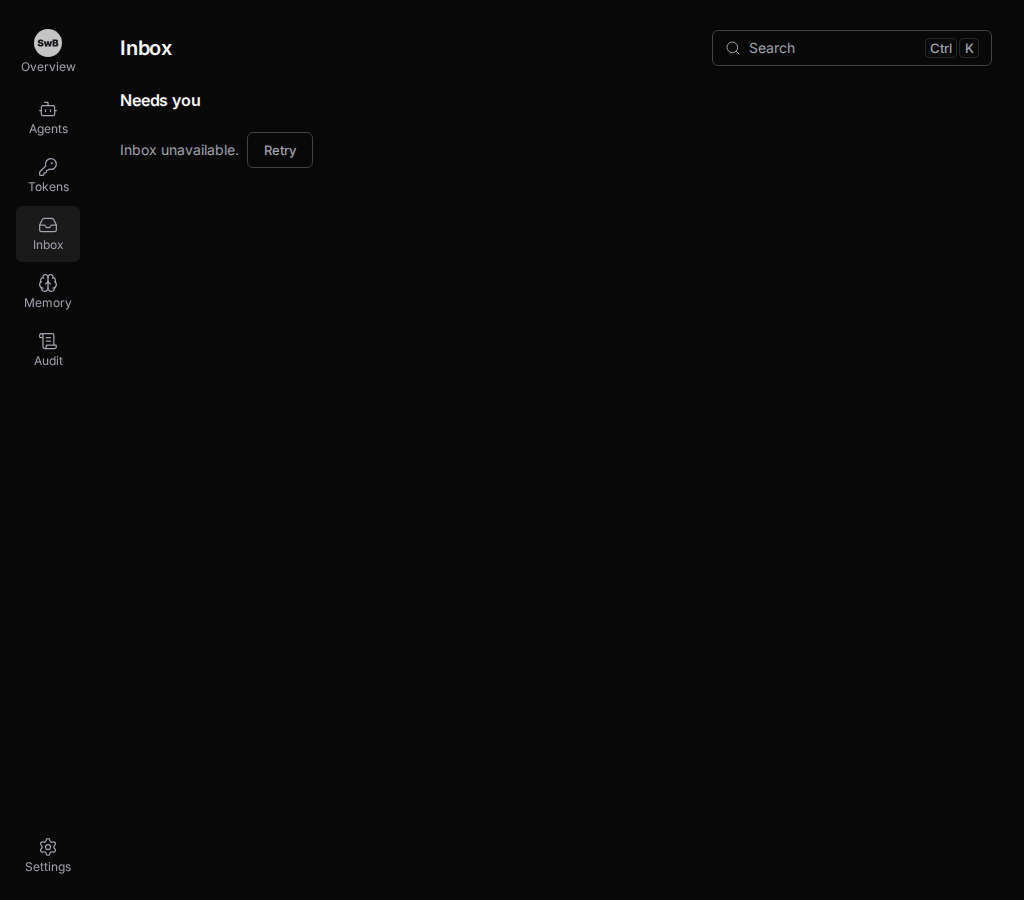 SwB
Overview
Agents
Tokens
Inbox
Memory
Audit
Settings
Inbox
Search Ctrl K
Needs you
Inbox unavailable. Retry